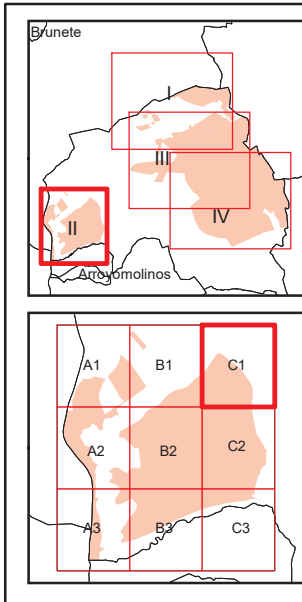 Brunete
I
III
II
IV
Arroyomolinos
A1 B1 C1
A2 B2 C2
A3 B3 C3